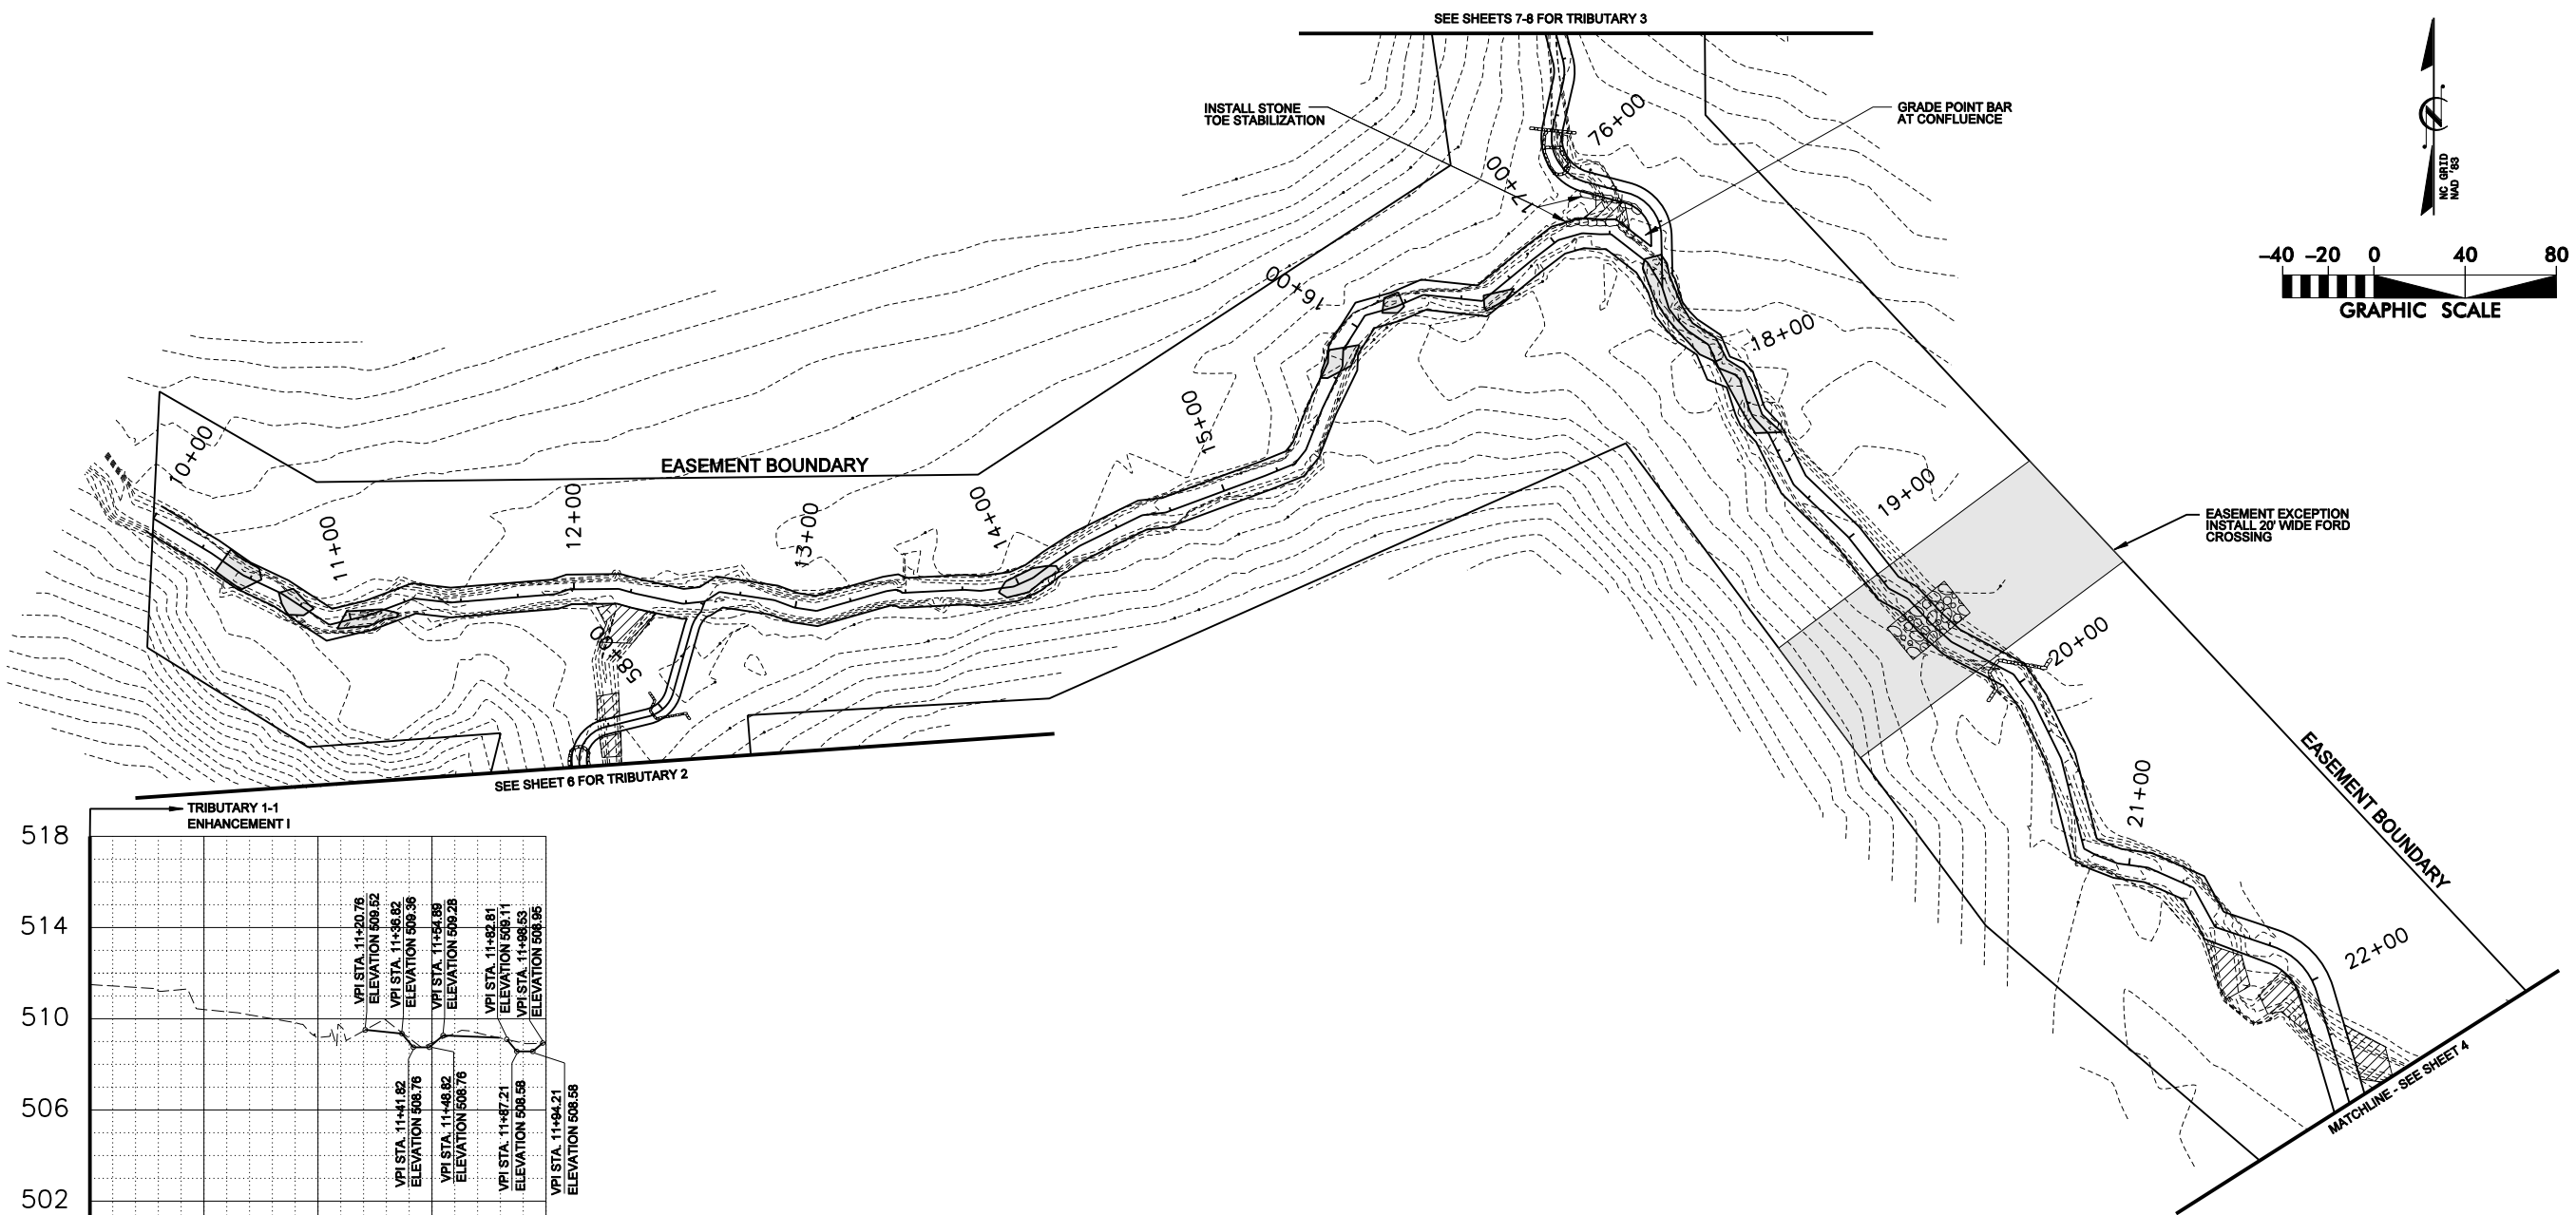 SEE SHEETS 7-8 FOR TRIBUTARY 3
INSTALL STONE
TOE STABILIZATION
GRADE POINT BAR
AT CONFLUENCE
NC GRID
NAD '83
-40 -20 0 40 80
GRAPHIC SCALE
76+00
17+00
16+00
18+00
15+00
10+00
EASEMENT BOUNDARY
19+00
EASEMENT EXCEPTION
INSTALL 20' WIDE FORD
CROSSING
11+00
12+00
13+00
14+00
58+80
20+00
EASEMENT BOUNDARY
21+00
22+00
SEE SHEET 6 FOR TRIBUTARY 2
MATCHLINE - SEE SHEET 4
TRIBUTARY 1-1
ENHANCEMENT I
518
514
510
506
502
VPI STA. 11+20.76
ELEVATION 509.52
VPI STA. 11+36.82
ELEVATION 509.36
VPI STA. 11+54.89
ELEVATION 509.28
VPI STA. 11+82.81
ELEVATION 509.11
VPI STA. 11+98.53
ELEVATION 508.95
VPI STA. 11+41.82
ELEVATION 508.76
VPI STA. 11+48.82
ELEVATION 508.76
VPI STA. 11+87.21
ELEVATION 508.58
VPI STA. 11+94.21
ELEVATION 508.58